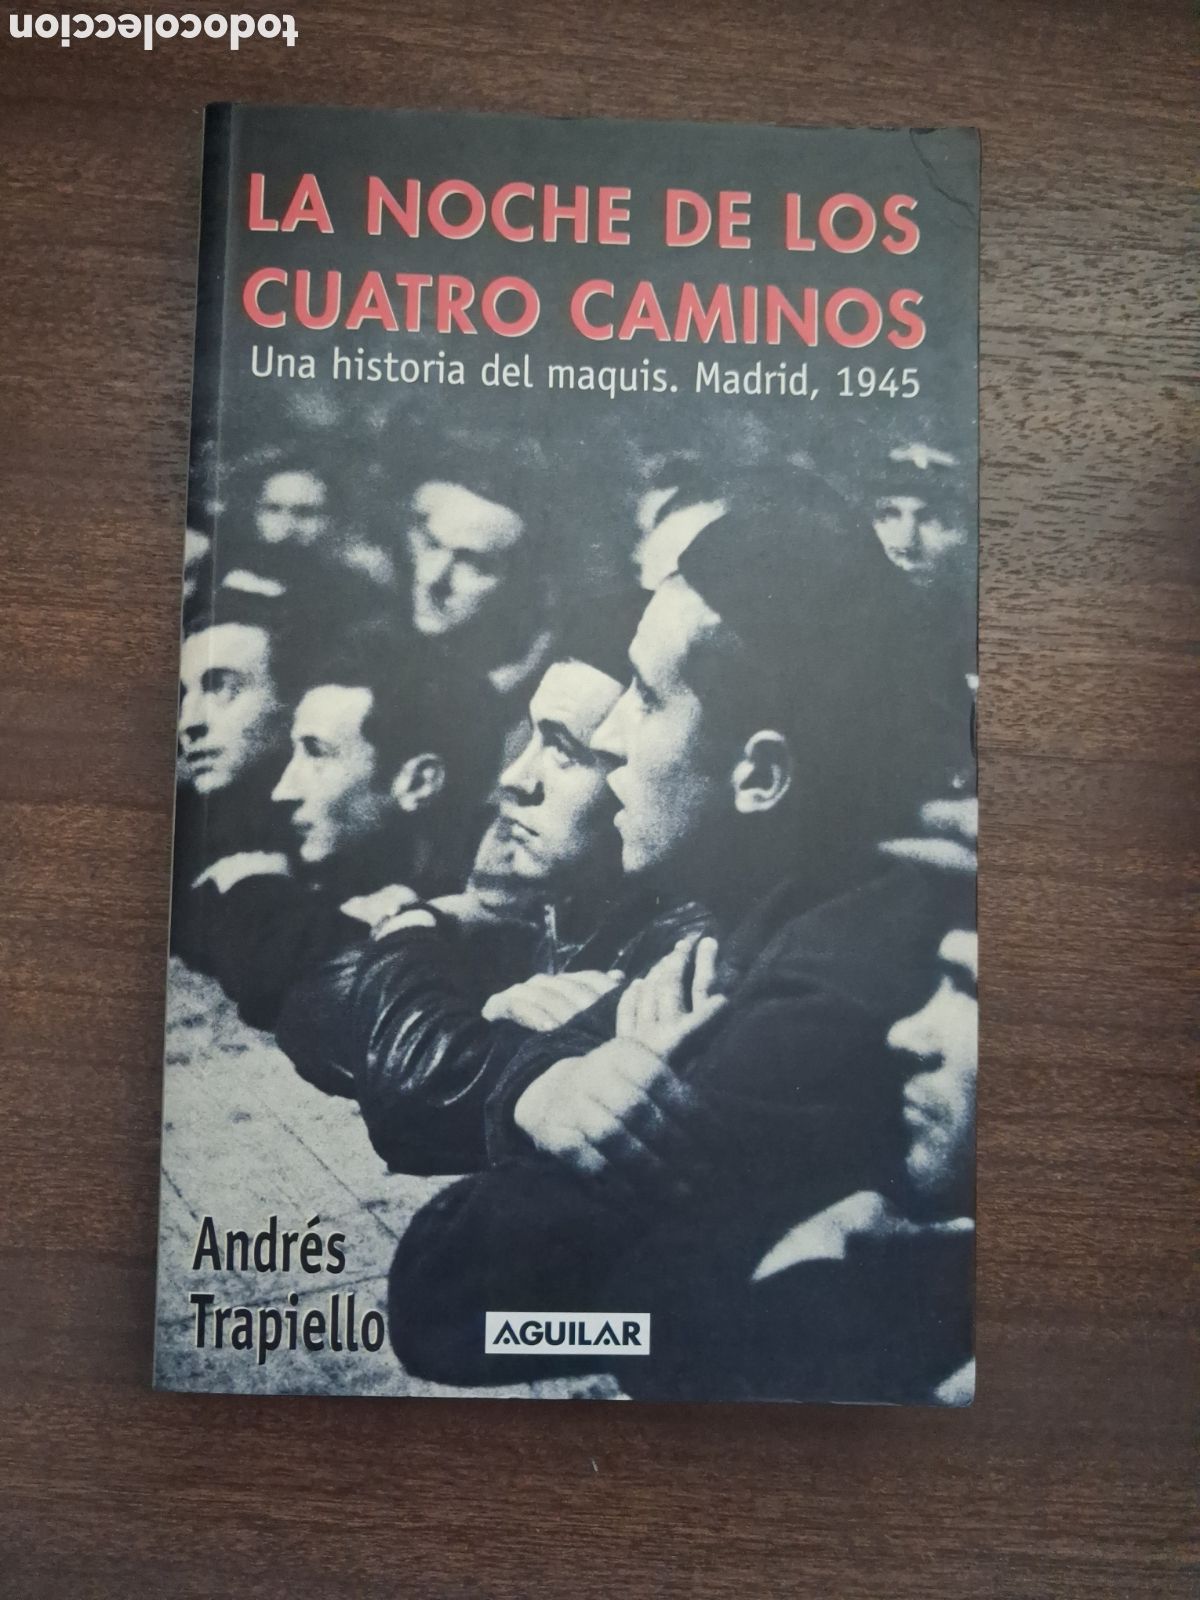 todocoleccion
LA NOCHE DE LOS
CUATRO CAMINOS
Una historia del maquis. Madrid, 1945
Andrés
Trapiello
AGUILAR